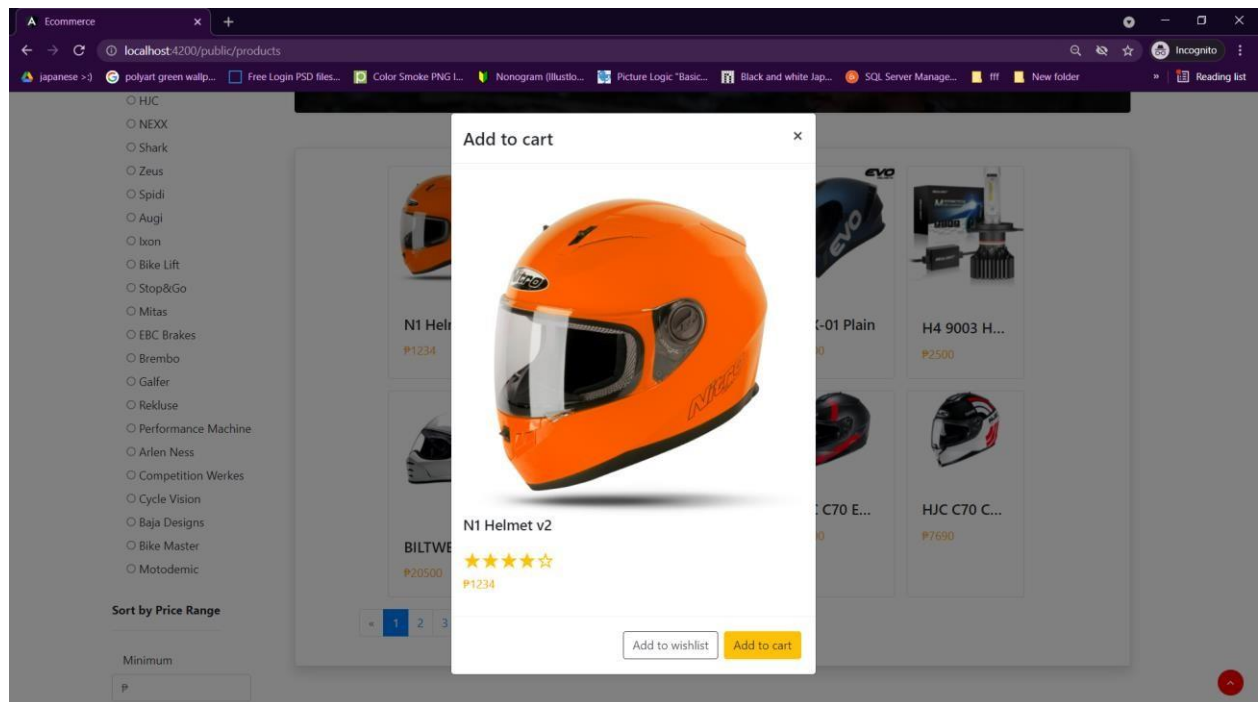 Ecommerce
localhost:4200/public/products
Incognito
japanese >:)
polyart green wallp...
Free Login PSD files...
Color Smoke PNG I...
Nonogram (Illustlo...
Picture Logic "Basic...
Black and white Jap...
SQL Server Manage...
fff
New folder
»
Reading list
HJC
NEXX
Shark
Zeus
Spidi
Augi
Ixon
Bike Lift
Stop&Go
Mitas
EBC Brakes
Brembo
Galfer
Rekluse
Performance Machine
Arlen Ness
Competition Werkes
Cycle Vision
Baja Designs
Bike Master
Motodemic
Sort by Price Range
Minimum
₱
Add to cart
×
Nitro
Nitro
N1 Helmet v2
₱1234
Add to wishlist
Add to cart
N1 Hel
₱1234
EVO
EVO
-01 Plain
H4 9003 H...
₱2500
BILTWE
₱20500
C70 E...
HJC C70 C...
₱7690
« 1 2 3